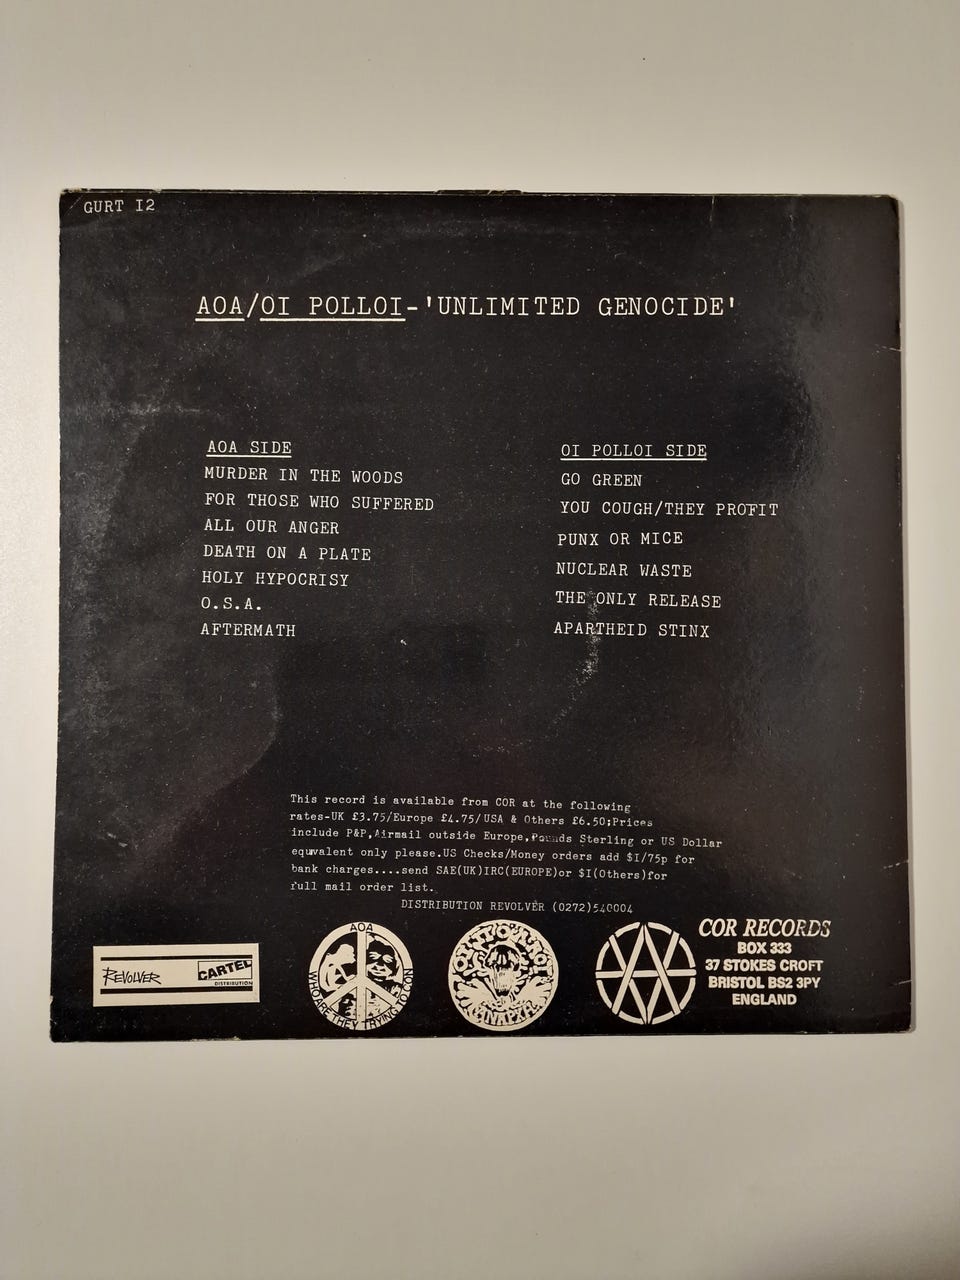 GURT I2
AOA/OI POLLOI-'UNLIMITED GENOCIDE'
AOA SIDE
MURDER IN THE WOODS
FOR THOSE WHO SUFFERED
ALL OUR ANGER
DEATH ON A PLATE
HOLY HYPOCRISY
O.S.A.
AFTERMATH
OI POLLOI SIDE
GO GREEN
YOU COUGH/THEY PROFIT
PUNX OR MICE
NUCLEAR WASTE
THE ONLY RELEASE
APARTHEID STINX
This record is available from COR at the following
rates-UK £3.75/Europe £4.75/USA & Others £6.50;Prices
include P&P,Airmail outside Europe,Pounds Sterling or US Dollar
equvalent only please.US Checks/Money orders add $I/75p for
bank charges....send SAE(UK)IRC(EUROPE)or $I(Others)for
full mail order list.
DISTRIBUTION REVOLVER (0272)540004
REVOLVER
CARTEL
DISTRIBUTION
AOA
WHO ARE THEY TRYING TO CON
COR RECORDS
BOX 333
37 STOKES CROFT
BRISTOL BS2 3PY
ENGLAND